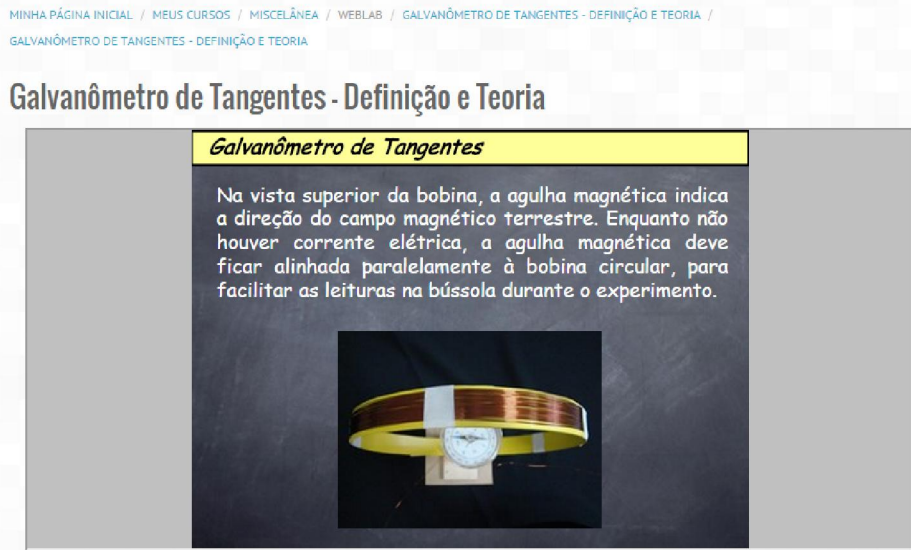 MINHA PÁGINA INICIAL / MEUS CURSOS / MISCELÂNEA / WEBLAB / GALVANÔMETRO DE TANGENTES - DEFINIÇÃO E TEORIA /
GALVANÔMETRO DE TANGENTES - DEFINIÇÃO E TEORIA
Galvanômetro de Tangentes - Definição e Teoria
Galvanômetro de Tangentes
Na vista superior da bobina, a agulha magnética indica
a direção do campo magnético terrestre. Enquanto não
houver corrente elétrica, a agulha magnética deve
ficar alinhada paralelamente à bobina circular, para
facilitar as leituras na bússola durante o experimento.